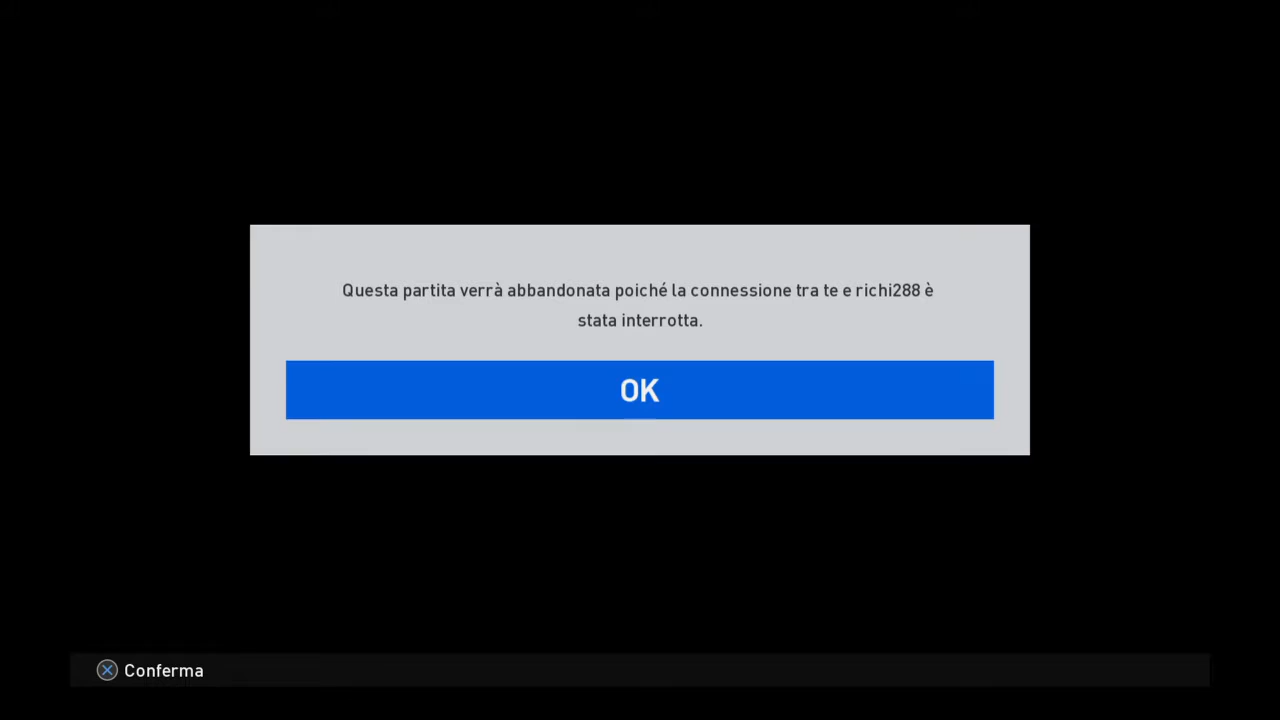 Questa partita verrà abbandonata poiché la connessione tra te e richi288 è
stata interrotta.
OK
Conferma